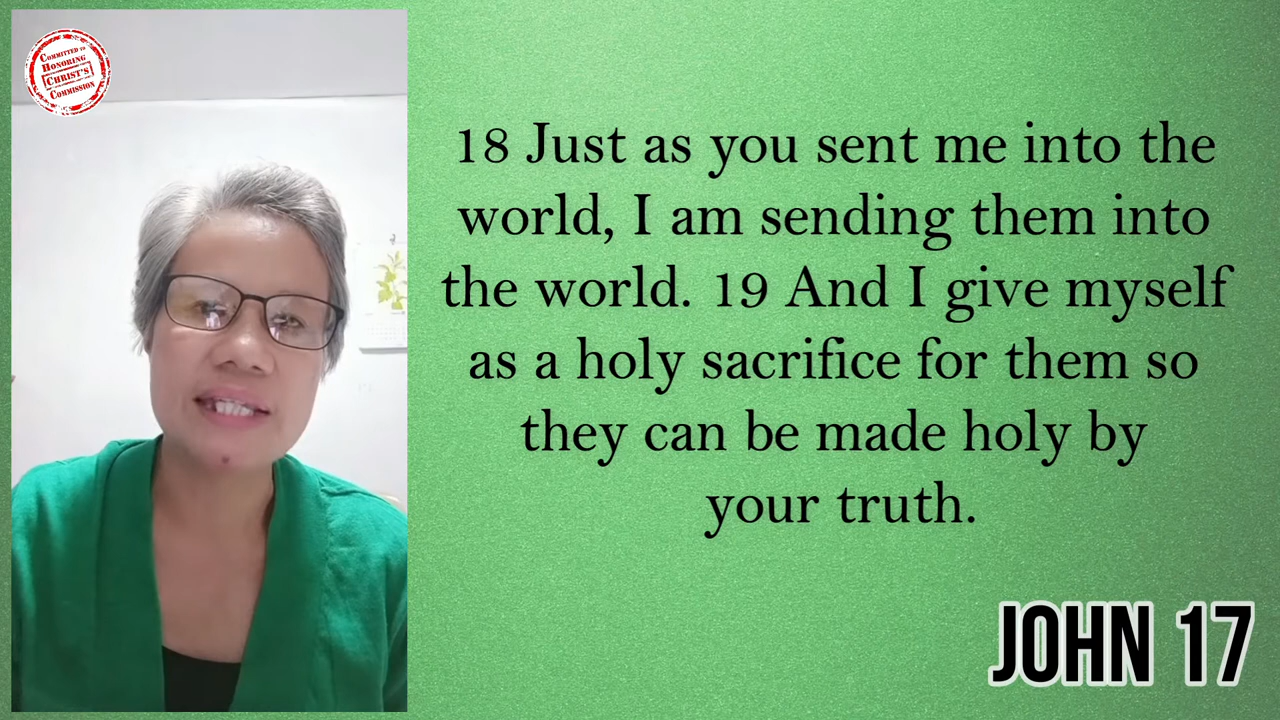 COMMITTED TO
HONORING
CHRIST'S
COMMISSION
18 Just as you sent me into the
world, I am sending them into
the world. 19 And I give myself
as a holy sacrifice for them so
they can be made holy by
your truth.
JOHN 17